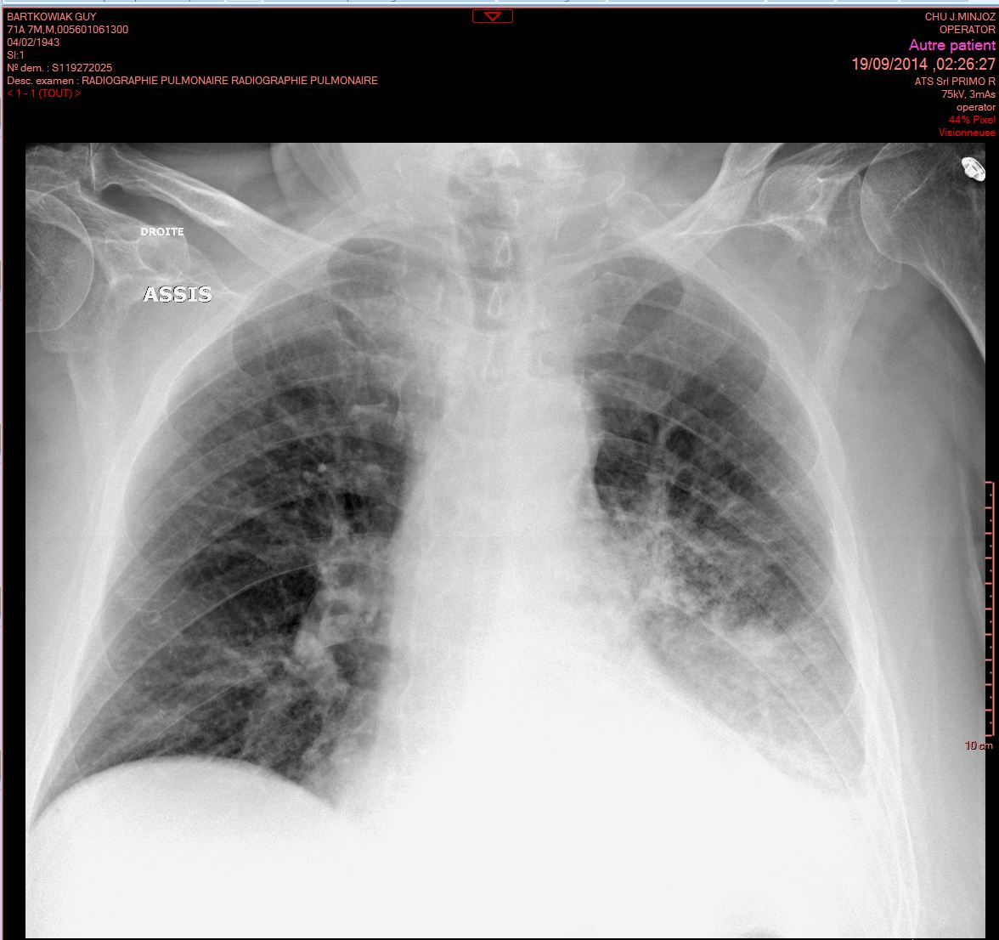 BARTKOWIAK GUY
71A 7M,M,005601061300
04/02/1943
SI:1
Nº dem. : S119272025
Desc. examen : RADIOGRAPHIE PULMONAIRE RADIOGRAPHIE PULMONAIRE
< 1 - 1 (TOUT) >
CHU J.MINJOZ
OPERATOR
Autre patient
19/09/2014 ,02:26:27
ATS Srl PRIMO R
75kV, 3mAs
operator
44% Pixel
Visionneuse
DROITE
ASSIS
10 cm